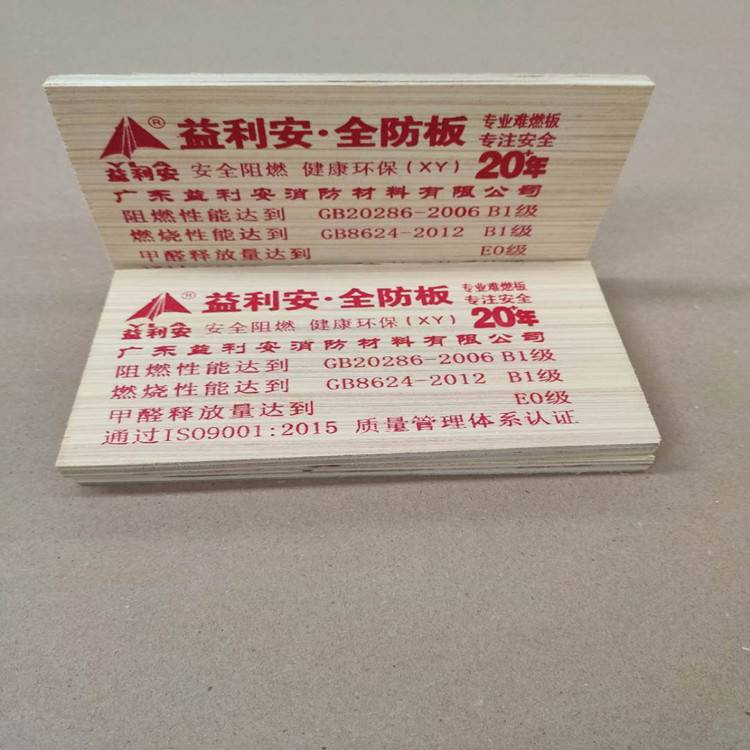 ® 益利安·全防板 专业难燃板
专注安全
益利安 安全阻燃 健康环保(XY) 20年
广东益利安消防材料有限公司
阻燃性能达到 GB20286-2006 B1级
燃烧性能达到 GB8624-2012 B1级
甲醛释放量达到 E0级
® 益利安·全防板 专业难燃板
专注安全
益利安 安全阻燃 健康环保(XY) 20年
广东益利安消防材料有限公司
阻燃性能达到 GB20286-2006 B1级
燃烧性能达到 GB8624-2012 B1级
甲醛释放量达到 E0级
通过ISO9001:2015 质量管理体系认证